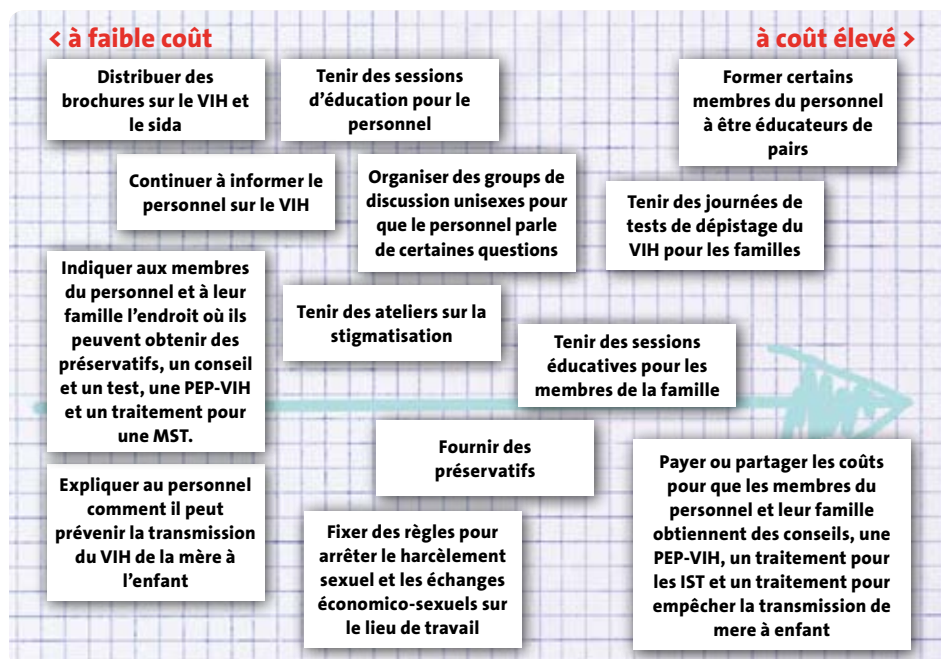 < à faible coût
à coût élevé >
Distribuer des
brochures sur le VIH et
le sida
Tenir des sessions
d'éducation pour le
personnel
Former certains
membres du personnel
à être éducateurs de
pairs
Continuer à informer le
personnel sur le VIH
Organiser des groups de
discussion unisexes pour
que le personnel parle
de certaines questions
Tenir des journées de
tests de dépistage du
VIH pour les familles
Indiquer aux membres
du personnel et à leur
famille l'endroit où ils
peuvent obtenir des
préservatifs, un conseil
et un test, une PEP-VIH
et un traitement pour
une MST.
Tenir des ateliers sur la
stigmatisation
Tenir des sessions
éducatives pour les
membres de la famille
Fournir des
préservatifs
Expliquer au personnel
comment il peut
prévenir la transmission
du VIH de la mère à
l'enfant
Fixer des règles pour
arrêter le harcèlement
sexuel et les échanges
économico-sexuels sur
le lieu de travail
Payer ou partager les coûts
pour que les membres du
personnel et leur famille
obtiennent des conseils, une
PEP-VIH, un traitement pour
les IST et un traitement pour
empêcher la transmission de
mere à enfant